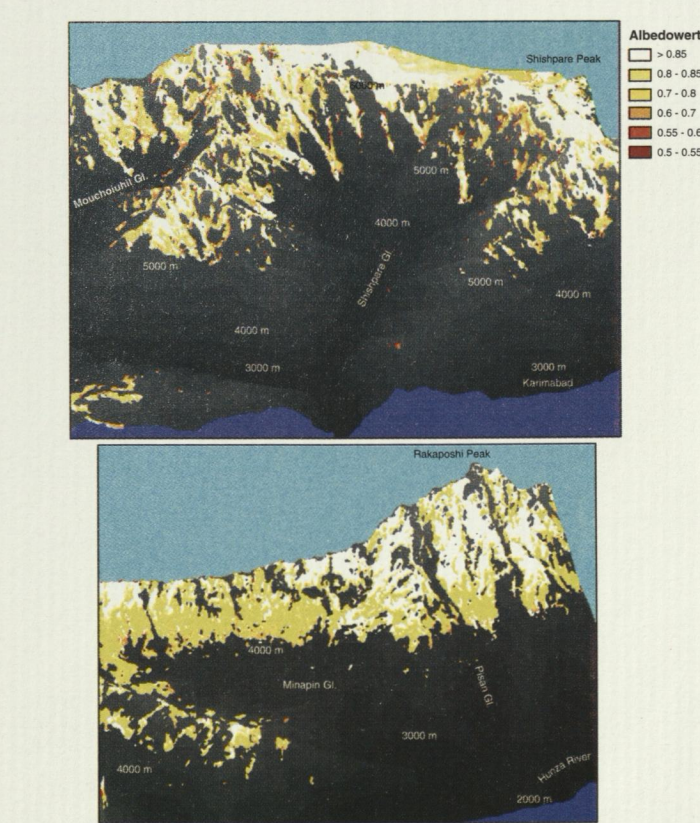 Albedowert
> 0.85
0.8 - 0.85
0.7 - 0.8
0.6 - 0.7
0.55 - 0.6
0.5 - 0.55
Shishpare Peak
5000 m
Mouchoiuhil Gl.
5000 m
4000 m
Shishpare Gl.
5000 m
5000 m
4000 m
4000 m
3000 m
3000 m
Karimabad
Rakaposhi Peak
4000 m
Minapin Gl.
Pisan Gl
3000 m
4000 m
Hunza River
2000 m